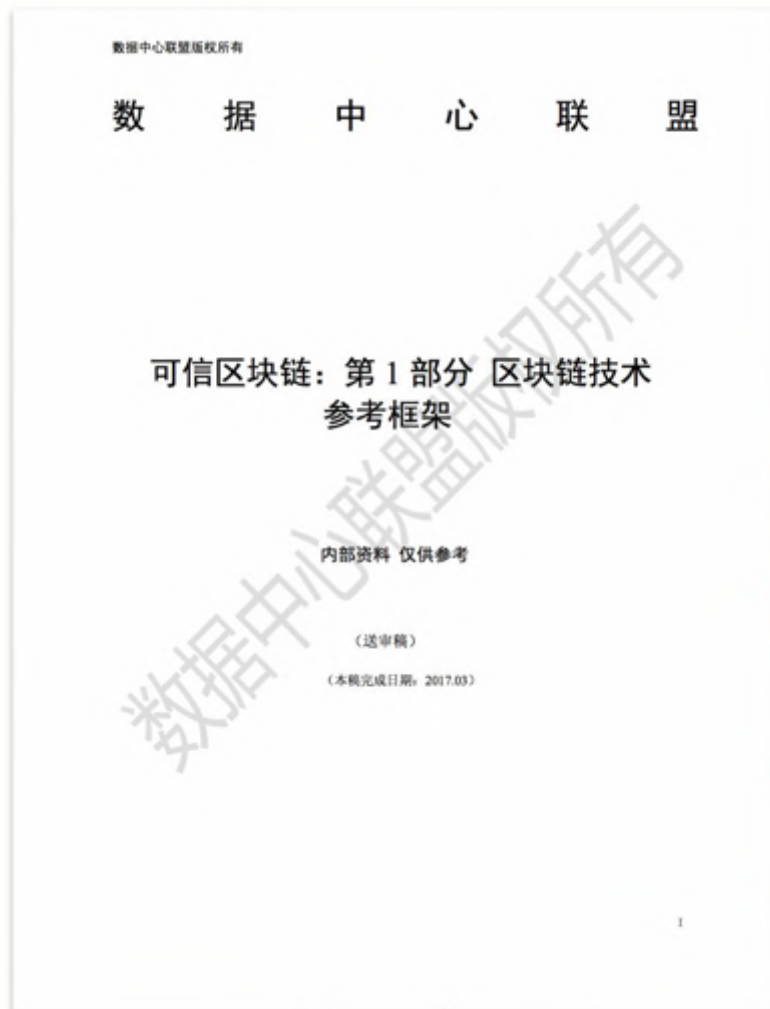 数据中心联盟版权所有
数据中心联盟
可信区块链：第 1 部分 区块链技术
参考框架
内部资料 仅供参考
（送审稿）
（本稿完成日期：2017.03）
数据中心联盟版权所有
I